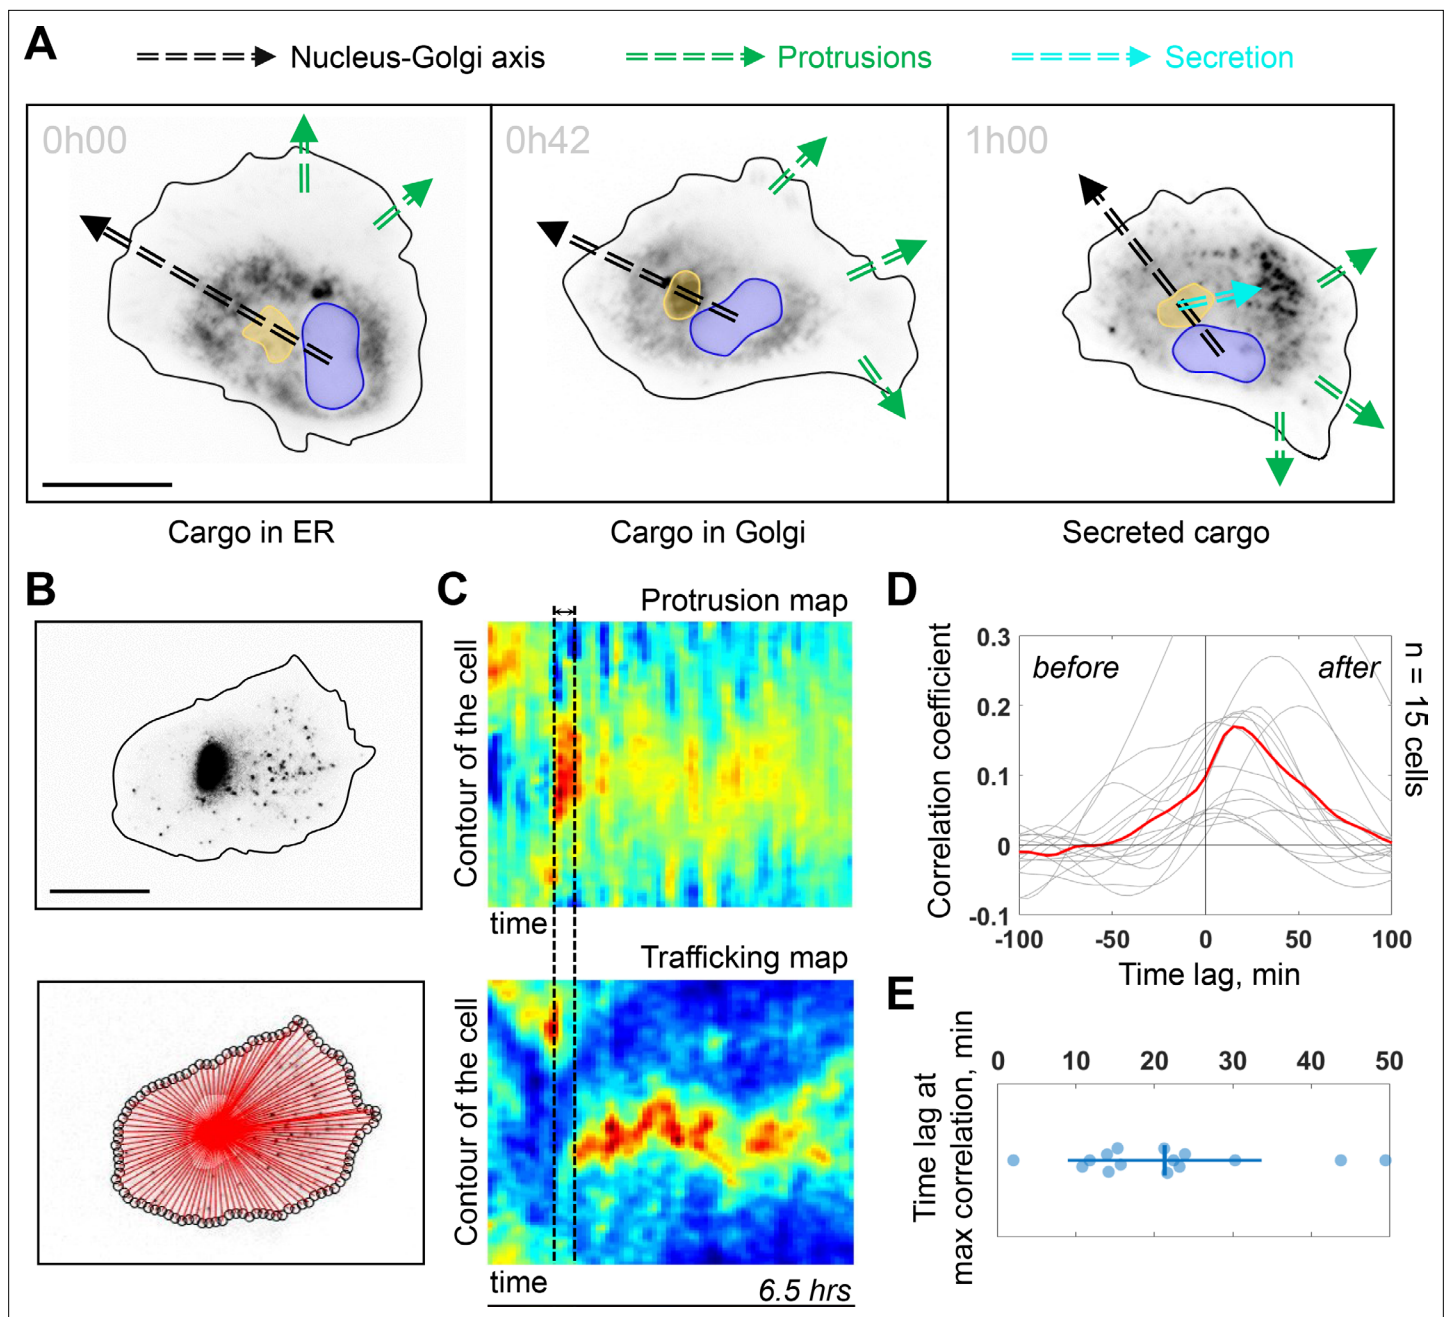 A
Nucleus-Golgi axis
Protrusions
Secretion
0h00
0h42
1h00
Cargo in ER
Cargo in Golgi
Secreted cargo
B
C
Protrusion map
Contour of the cell
time
Trafficking map
Contour of the cell
time
6.5 hrs
D
0.3
0.2
0.1
0
-0.1
Correlation coefficient
before
after
n = 15 cells
-100
-50
0
50
100
Time lag, min
E
0
10
20
30
40
50
Time lag at
max correlation, min